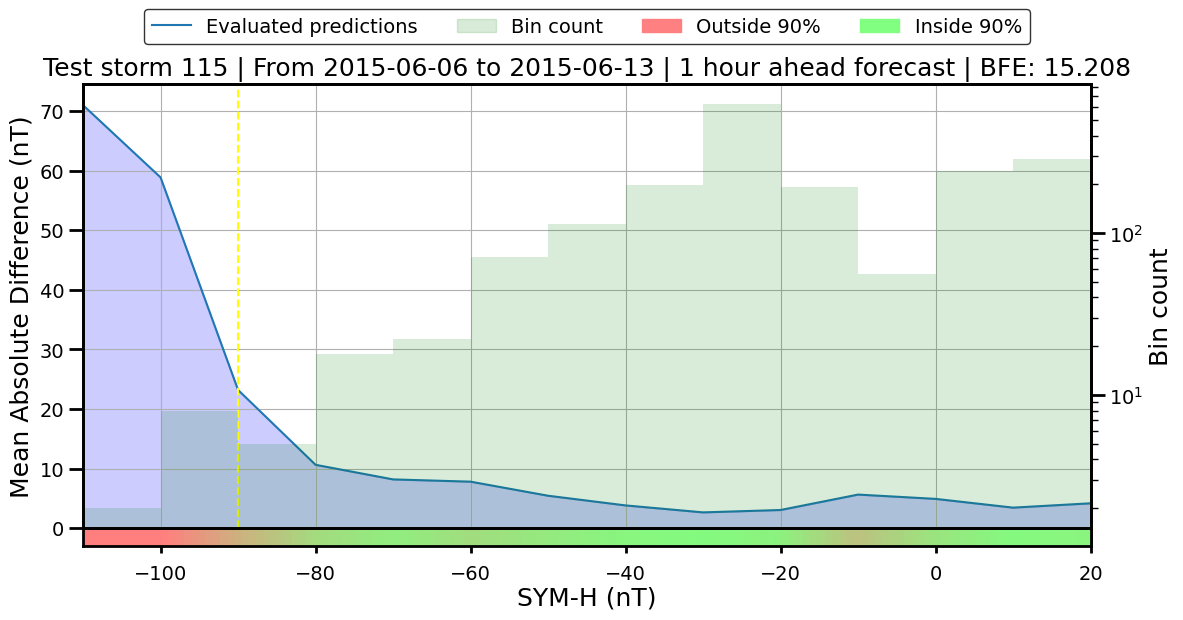 Evaluated predictions Bin count Outside 90% Inside 90%
Test storm 115 | From 2015-06-06 to 2015-06-13 | 1 hour ahead forecast | BFE: 15.208
Mean Absolute Difference (nT)
70
60
50
40
30
20
10
0
10²
10¹
Bin count
−100 −80 −60 −40 −20 0 20
SYM-H (nT)